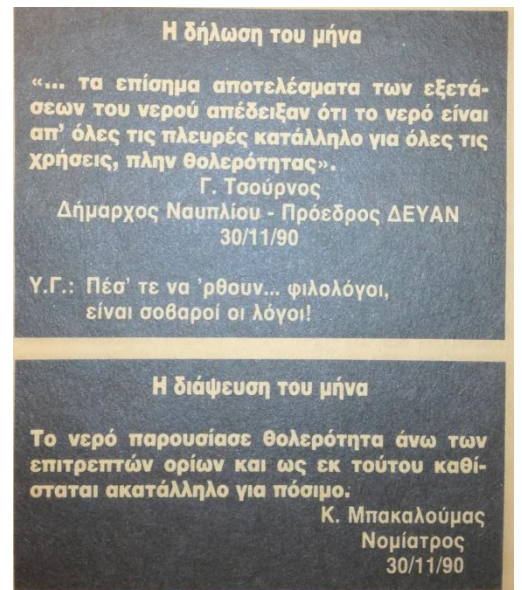 Η δήλωση του μήνα
«... τα επίσημα αποτελέσματα των εξετά-
σεων του νερού απέδειξαν ότι το νερό είναι
απ' όλες τις πλευρές κατάλληλο για όλες τις
χρήσεις, πλην θολερότητας».
Γ. Τσούρνος
Δήμαρχος Ναυπλίου - Πρόεδρος ΔΕΥΑΝ
30/11/90
Υ.Γ.: Πέσ' τε να 'ρθουν... φιλολόγοι,
είναι σοβαροί οι λόγοι!
Η διάψευση του μήνα
Το νερό παρουσίασε θολερότητα άνω των
επιτρεπτών ορίων και ως εκ τούτου καθί-
σταται ακατάλληλο για πόσιμο.
Κ. Μπακαλούμας
Νομίατρος
30/11/90